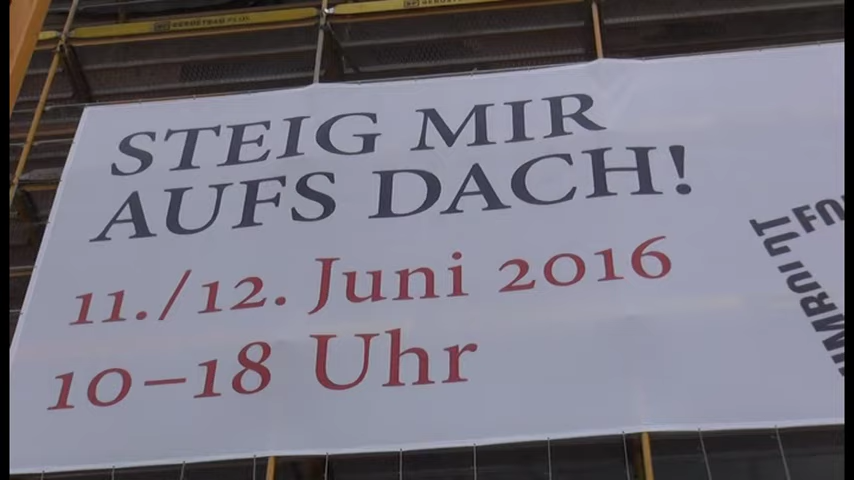 STEIG MIR
AUFS DACH!
11./12. Juni 2016
10–18 Uhr